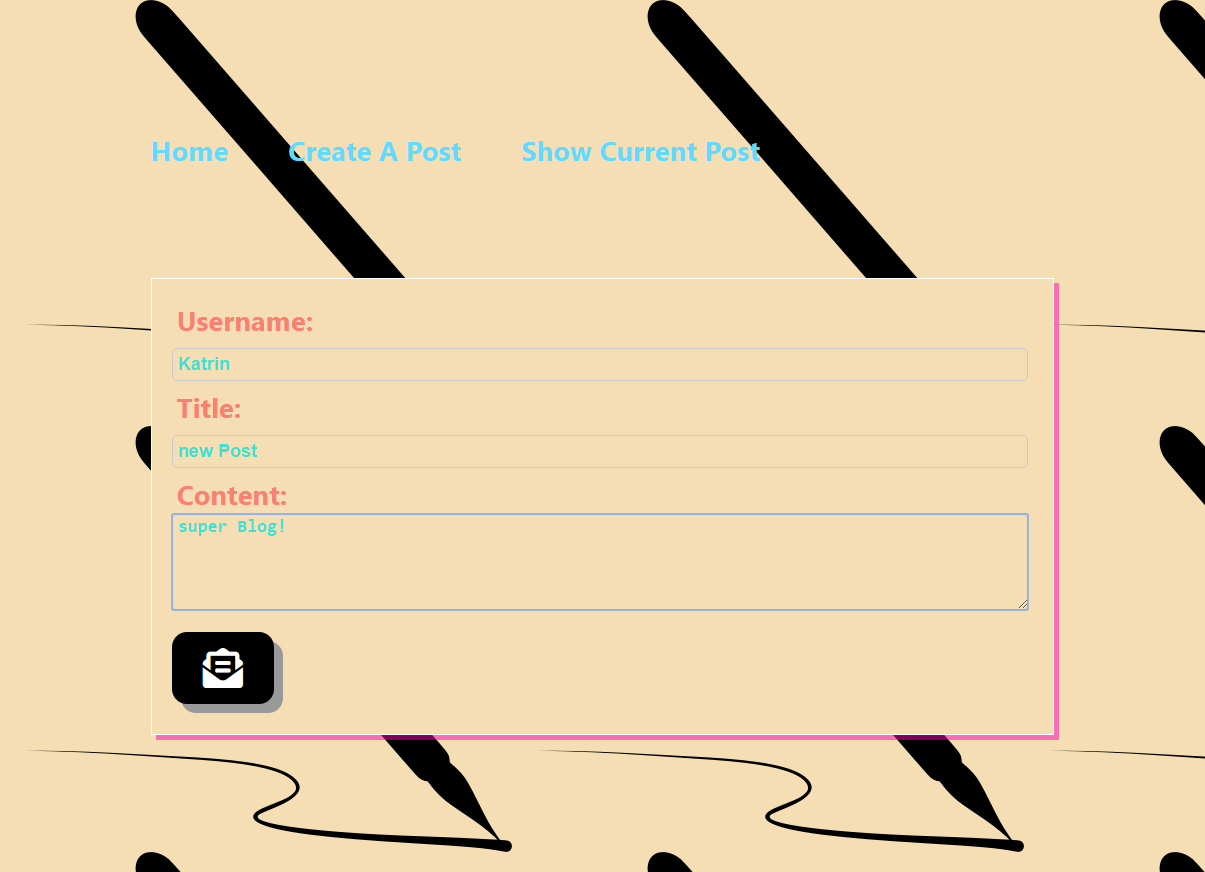 Home Create A Post Show Current Post
Username:
Katrin
Title:
new Post
Content:
super Blog!